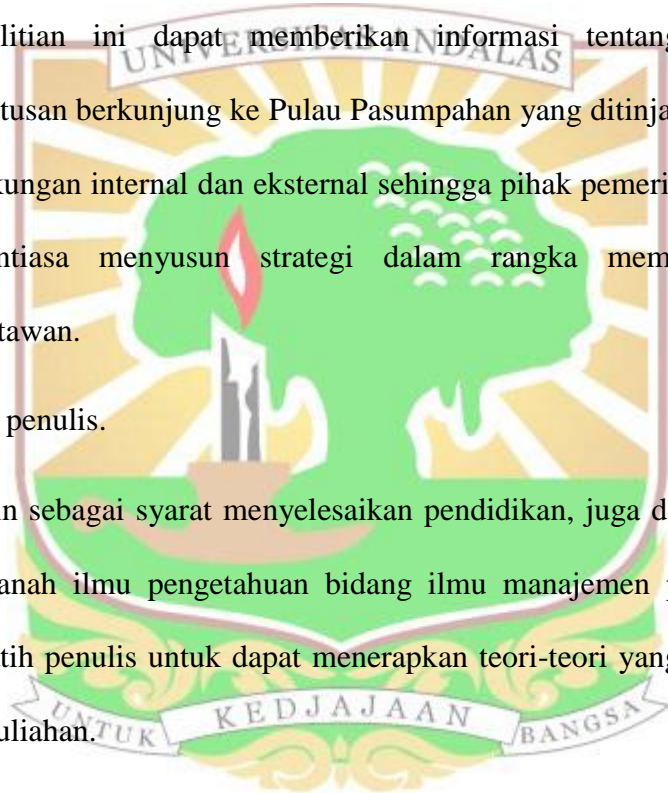 litian ini dapat memberikan informasi tentang
UNIVERSITAS ANDALAS
tusan berkunjung ke Pulau Pasumpahan yang ditinja
kungan internal dan eksternal sehingga pihak pemeri
ntiasa menyusun strategi dalam rangka mem
tawan.
penulis.
n sebagai syarat menyelesaikan pendidikan, juga d
anah ilmu pengetahuan bidang ilmu manajemen p
tih penulis untuk dapat menerapkan teori-teori yang
uliahan.
UNTUK KEDJAJAAN BANGSA